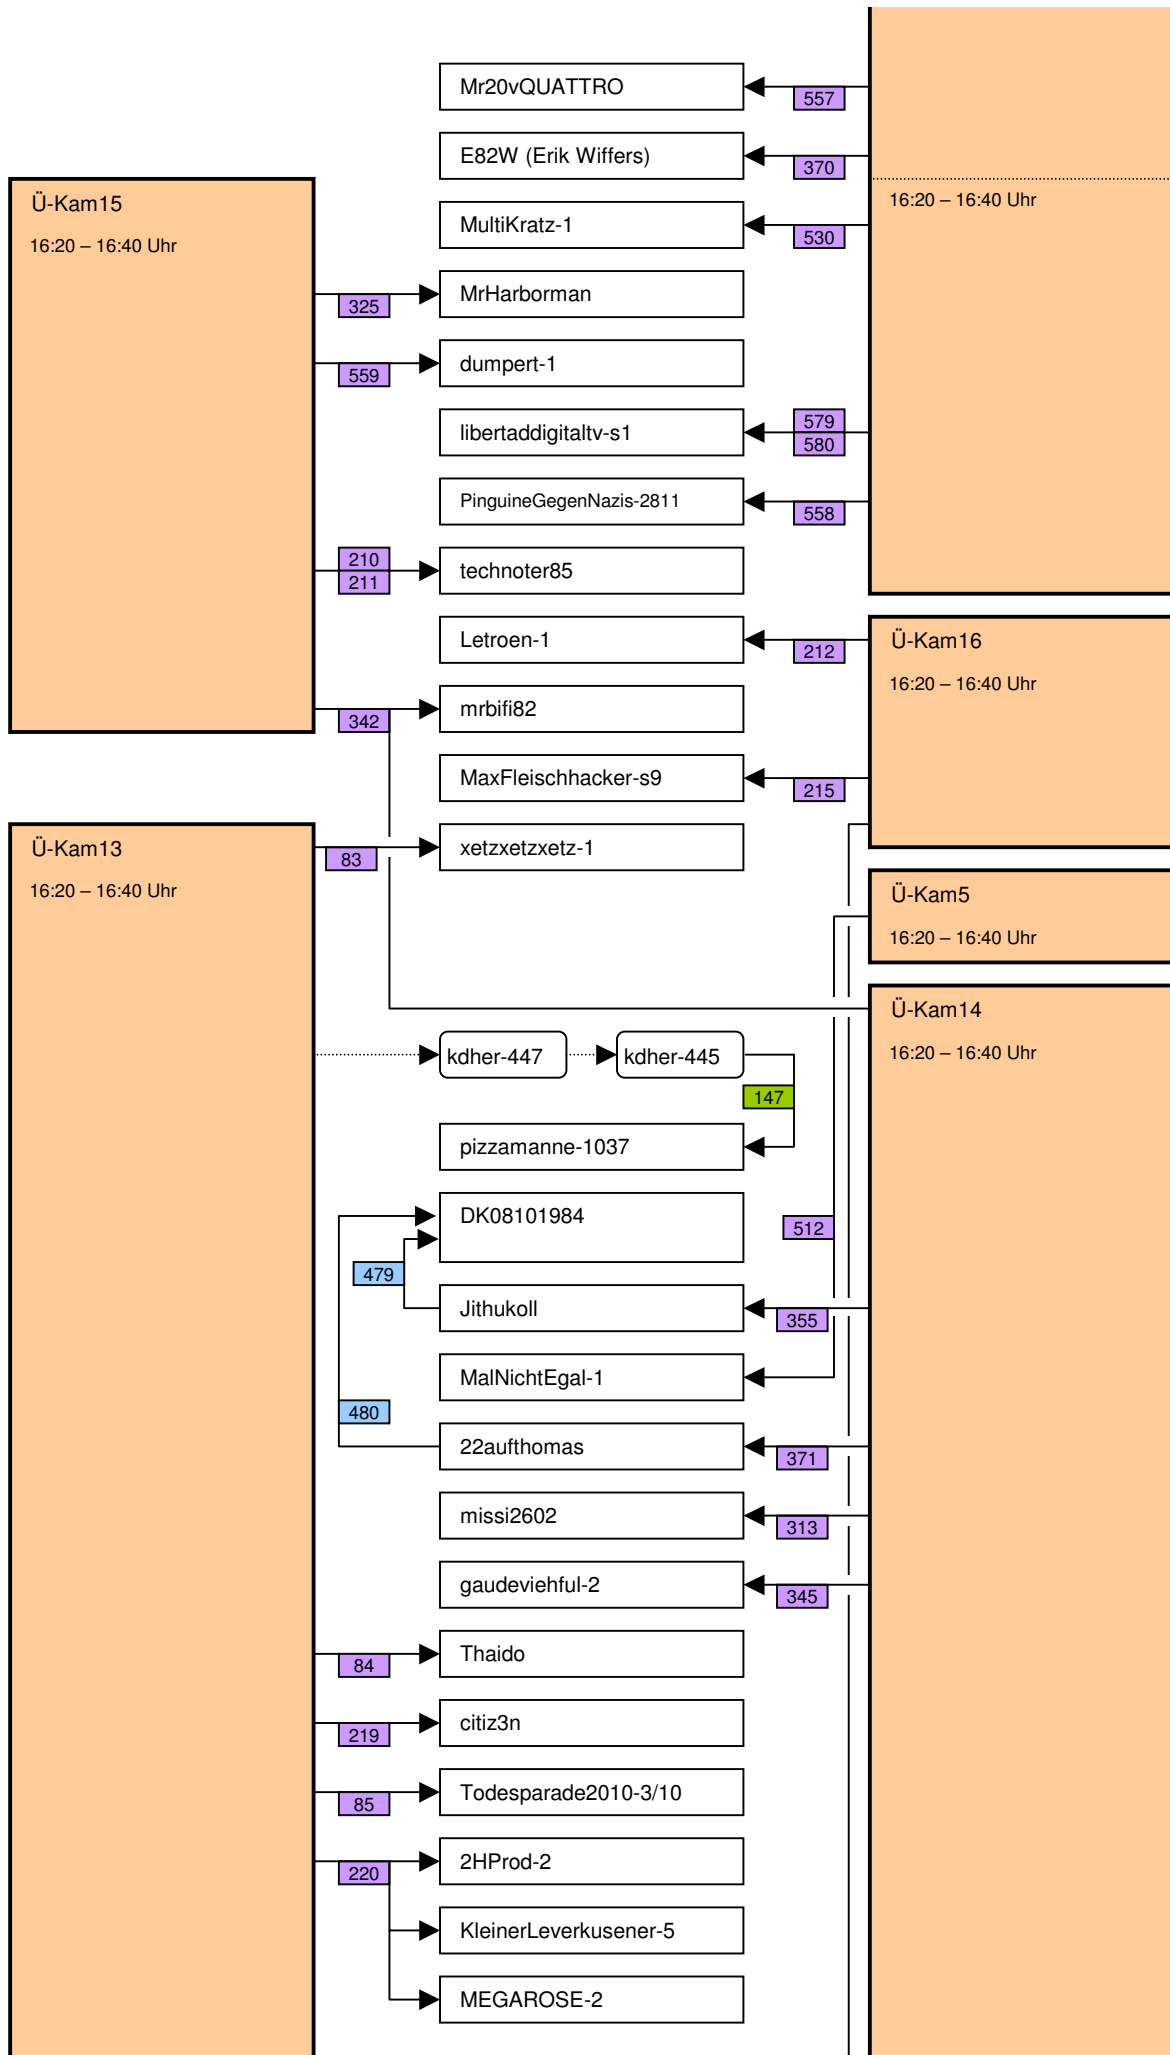 Mr20vQUATTRO
557
E82W (Erik Wiffers)
370
Ü-Kam15
16:20 – 16:40 Uhr
16:20 – 16:40 Uhr
MultiKratz-1
530
MrHarborman
325
dumpert-1
559
libertaddigitaltv-s1
579
580
PinguineGegenNazis-2811
558
210
211
technoter85
Letroen-1
212
Ü-Kam16
16:20 – 16:40 Uhr
342
mrbifi82
MaxFleischhacker-s9
215
Ü-Kam13
16:20 – 16:40 Uhr
83
xetzxetzxetz-1
Ü-Kam5
16:20 – 16:40 Uhr
Ü-Kam14
16:20 – 16:40 Uhr
kdher-447
kdher-445
147
pizzamanne-1037
DK08101984
512
479
Jithukoll
355
MalNichtEgal-1
480
22aufthomas
371
missi2602
313
gaudeviehful-2
345
84
Thaido
219
citiz3n
85
Todesparade2010-3/10
220
2HProd-2
KleinerLeverkusener-5
MEGAROSE-2